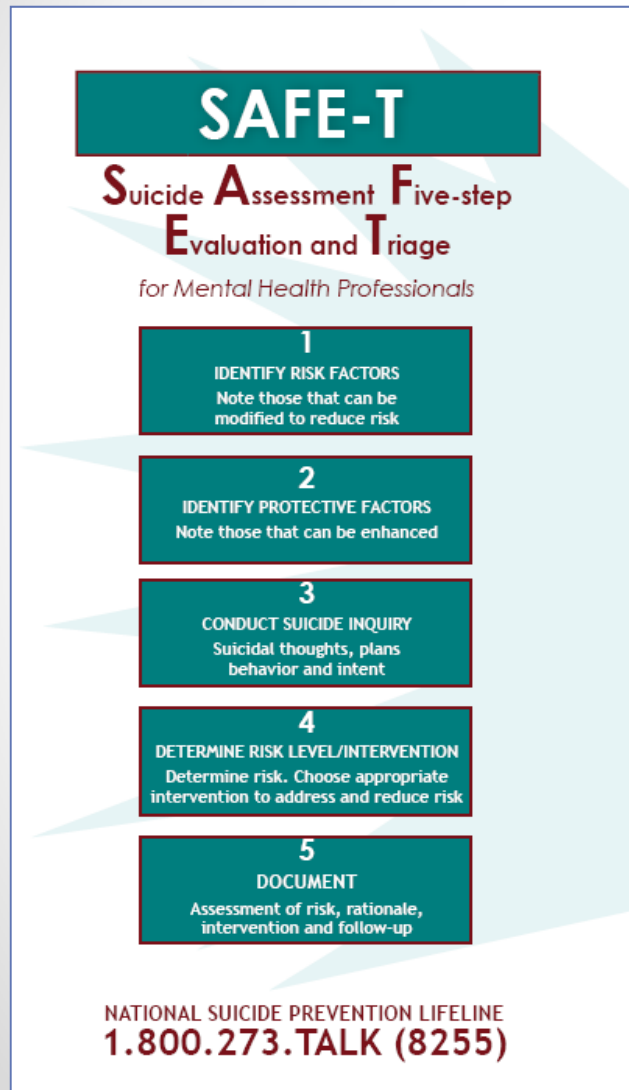 SAFE-T
Suicide Assessment Five-step
Evaluation and Triage
for Mental Health Professionals
1
IDENTIFY RISK FACTORS
Note those that can be
modified to reduce risk
2
IDENTIFY PROTECTIVE FACTORS
Note those that can be enhanced
3
CONDUCT SUICIDE INQUIRY
Suicidal thoughts, plans
behavior and intent
4
DETERMINE RISK LEVEL/INTERVENTION
Determine risk. Choose appropriate
intervention to address and reduce risk
5
DOCUMENT
Assessment of risk, rationale,
intervention and follow-up
NATIONAL SUICIDE PREVENTION LIFELINE
1.800.273.TALK (8255)